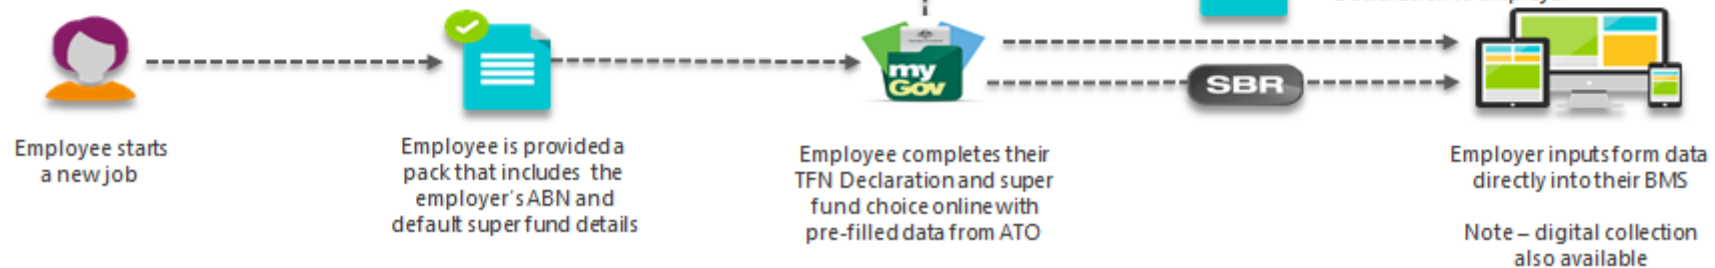 my
Gov
SBR
Employee starts
a new job
Employee is provided a
pack that includes the
employer's ABN and
default super fund details
Employee completes their
TFN Declaration and super
fund choice online with
pre-filled data from ATO
Employer inputs form data
directly into their BMS
Note – digital collection
also available